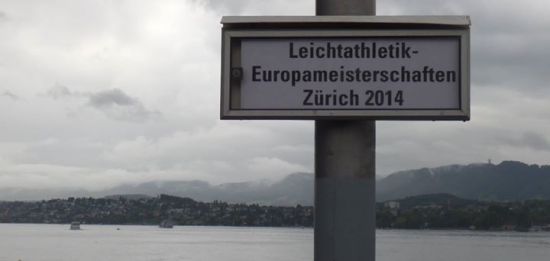 Leichtathletik-
Europameisterschaften
Zürich 2014